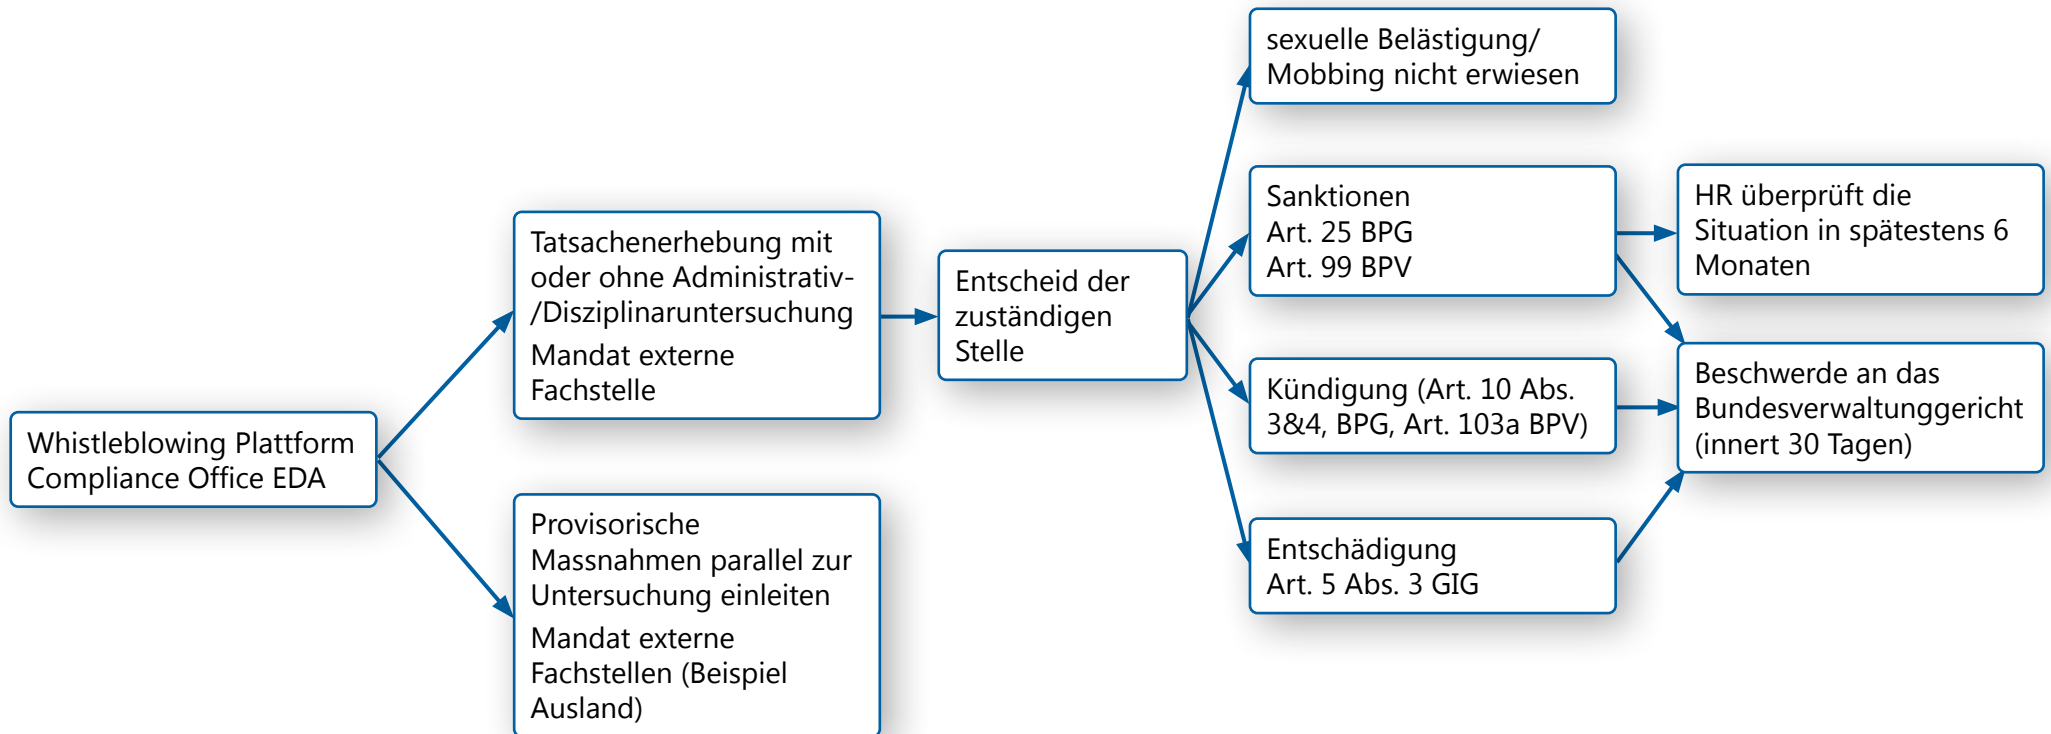 Whistleblowing Plattform
Compliance Office EDA
Tatsachenerhebung mit
oder ohne Administrativ-
/Disziplinaruntersuchung
Mandat externe
Fachstelle
Provisorische
Massnahmen parallel zur
Untersuchung einleiten
Mandat externe
Fachstellen (Beispiel
Ausland)
Entscheid der
zuständigen
Stelle
sexuelle Belästigung/
Mobbing nicht erwiesen
Sanktionen
Art. 25 BPG
Art. 99 BPV
Kündigung (Art. 10 Abs.
3&4, BPG, Art. 103a BPV)
Entschädigung
Art. 5 Abs. 3 GIG
HR überprüft die
Situation in spätestens 6
Monaten
Beschwerde an das
Bundesverwaltunggericht
(innert 30 Tagen)